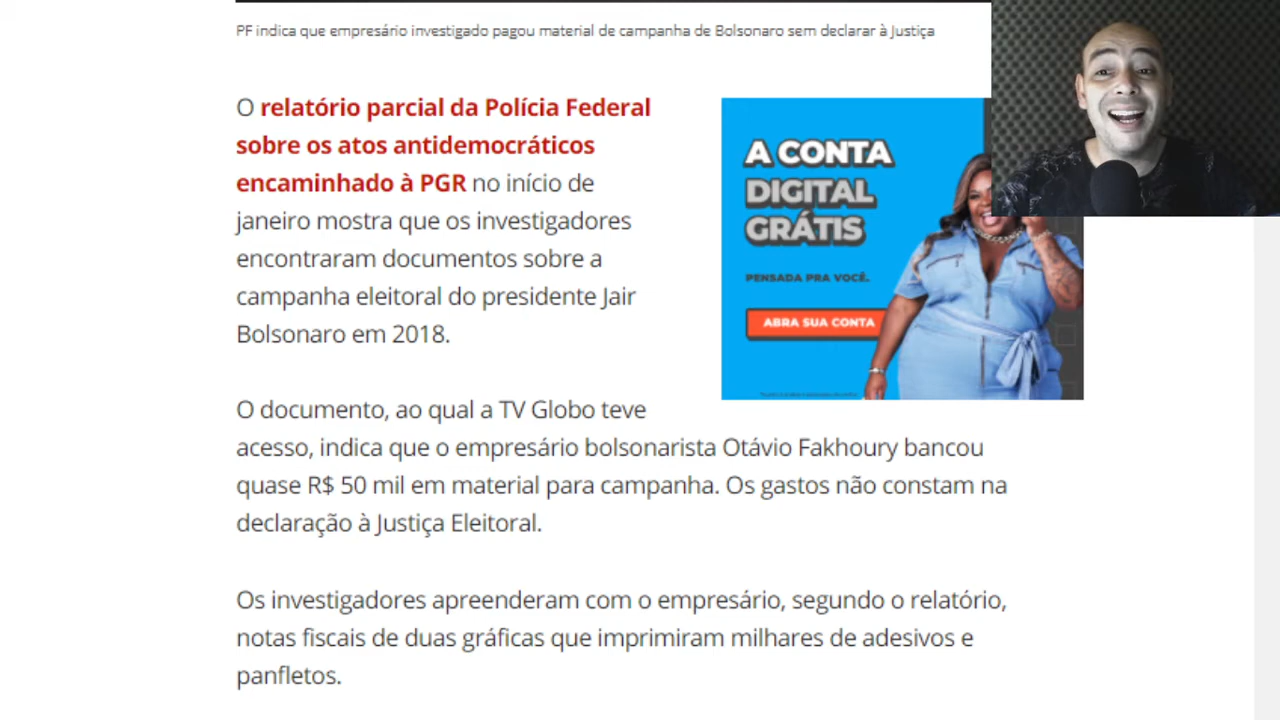 PF indica que empresário investigado pagou material de campanha de Bolsonaro sem declarar à Justiça
O relatório parcial da Polícia Federal
sobre os atos antidemocráticos
encaminhado à PGR no início de
janeiro mostra que os investigadores
encontraram documentos sobre a
campanha eleitoral do presidente Jair
Bolsonaro em 2018.
A CONTA
DIGITAL
GRÁTIS
PENSADA PRA VOCÊ.
ABRA SUA CONTA
O documento, ao qual a TV Globo teve
acesso, indica que o empresário bolsonarista Otávio Fakhoury bancou
quase R$ 50 mil em material para campanha. Os gastos não constam na
declaração à Justiça Eleitoral.
Os investigadores apreenderam com o empresário, segundo o relatório,
notas fiscais de duas gráficas que imprimiram milhares de adesivos e
panfletos.